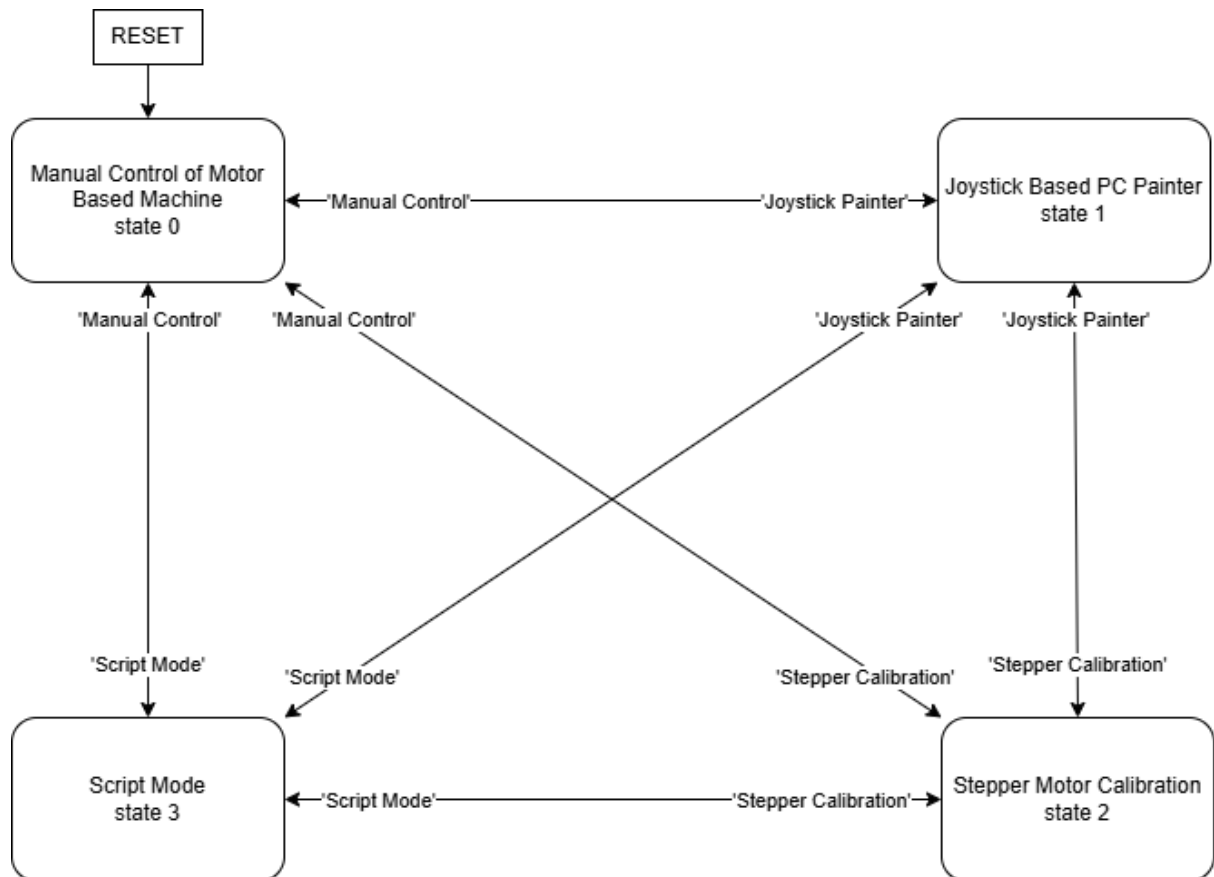 RESET
Manual Control of Motor
Based Machine
state 0
Joystick Based PC Painter
state 1
'Manual Control'
'Joystick Painter'
'Manual Control'
'Manual Control'
'Joystick Painter'
'Joystick Painter'
'Script Mode'
'Script Mode'
'Stepper Calibration'
'Stepper Calibration'
Script Mode
state 3
'Script Mode'
'Stepper Calibration'
Stepper Motor Calibration
state 2